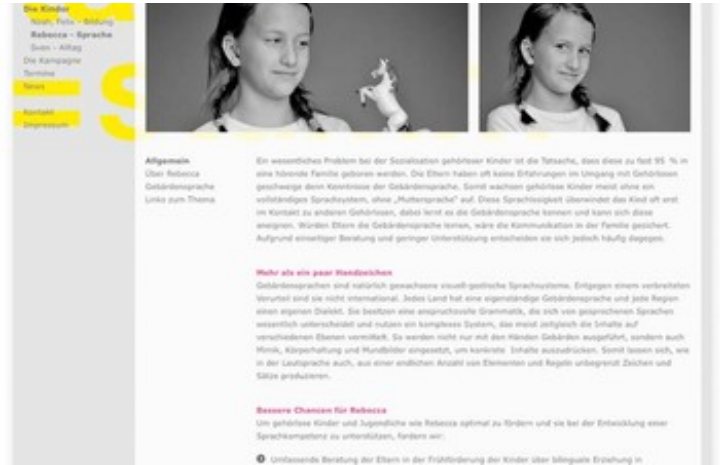 Die Kinder
Noah, Felix - Bildung
Rebecca - Sprache
Sven - Alltag
Die Kampagne
Termine
News
Kontakt
Impressum
Allgemein
Über Rebecca
Gebärdensprache
Links zum Thema
Ein wesentliches Problem bei der Sozialisation gehörloser Kinder ist die Tatsache, dass diese zu fast 95 % in
eine hörende Familie geboren werden. Die Eltern haben oft keine Erfahrungen im Umgang mit Gehörlosen
geschweige denn Kenntnisse der Gebärdensprache. Somit wachsen gehörlose Kinder meist ohne ein
vollständiges Sprachsystem, ohne „Muttersprache" auf. Diese Sprachlosigkeit überwindet das Kind oft erst
im Kontakt zu anderen Gehörlosen, dabei lernt es die Gebärdensprache kennen und kann sich diese
aneignen. Würden Eltern die Gebärdensprache lernen, wäre die Kommunikation in der Familie gesichert.
Aufgrund einseitiger Beratung und geringer Unterstützung entscheiden sie sich jedoch häufig dagegen.
Mehr als ein paar Handzeichen
Gebärdensprachen sind natürlich gewachsene visuell-gestische Sprachsysteme. Entgegen einem verbreiteten
Vorurteil sind sie nicht international. Jedes Land hat eine eigenständige Gebärdensprache und jede Region
einen eigenen Dialekt. Sie besitzen eine anspruchsvolle Grammatik, die sich von gesprochenen Sprachen
wesentlich unterscheidet und nutzen ein komplexes System, das meist zeitgleich die Inhalte auf
verschiedenen Ebenen vermittelt. So werden nicht nur mit den Händen Gebärden ausgeführt, sondern auch
Mimik, Körperhaltung und Mundbilder eingesetzt, um konkrete Inhalte auszudrücken. Somit lassen sich, wie
in der Lautsprache auch, aus einer endlichen Anzahl von Elementen und Regeln unbegrenzt Zeichen und
Sätze produzieren.
Bessere Chancen für Rebecca
Um gehörlose Kinder und Jugendliche wie Rebecca optimal zu fördern und sie bei der Entwicklung einer
Sprachkompetenz zu unterstützen, fordern wir:
Umfassende Beratung der Eltern in der Frühförderung der Kinder über bilinguale Erziehung in